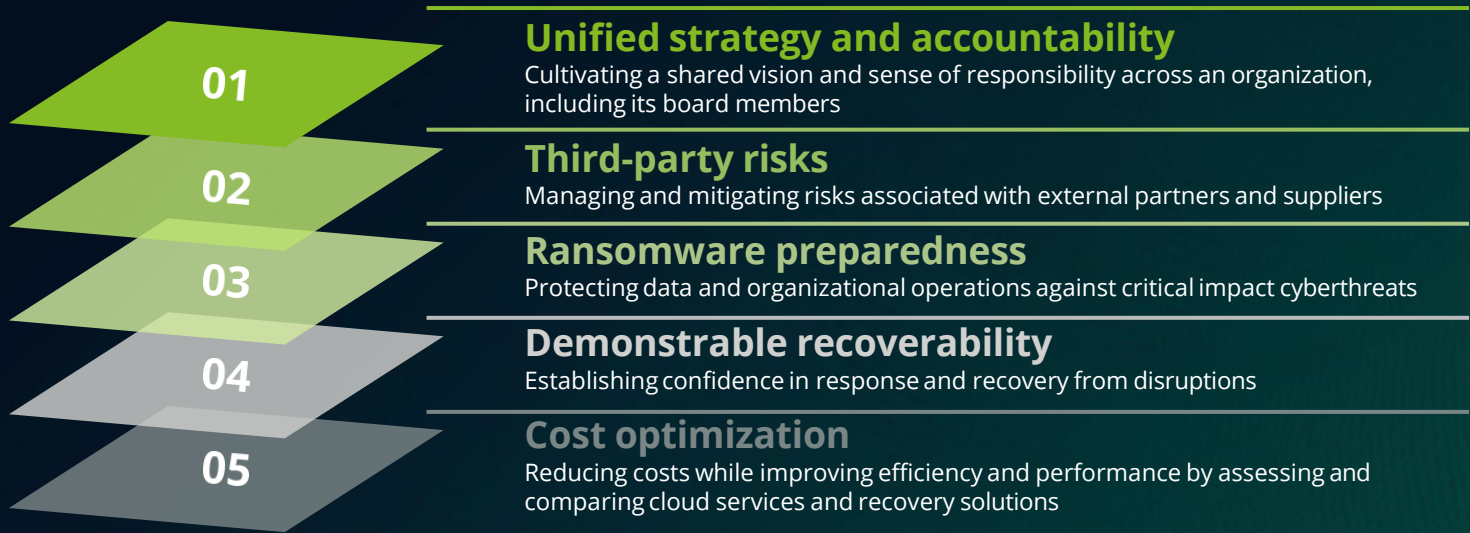 01
Unified strategy and accountability
Cultivating a shared vision and sense of responsibility across an organization,
including its board members
02
Third-party risks
Managing and mitigating risks associated with external partners and suppliers
03
Ransomware preparedness
Protecting data and organizational operations against critical impact cyberthreats
04
Demonstrable recoverability
Establishing confidence in response and recovery from disruptions
05
Cost optimization
Reducing costs while improving efficiency and performance by assessing and
comparing cloud services and recovery solutions